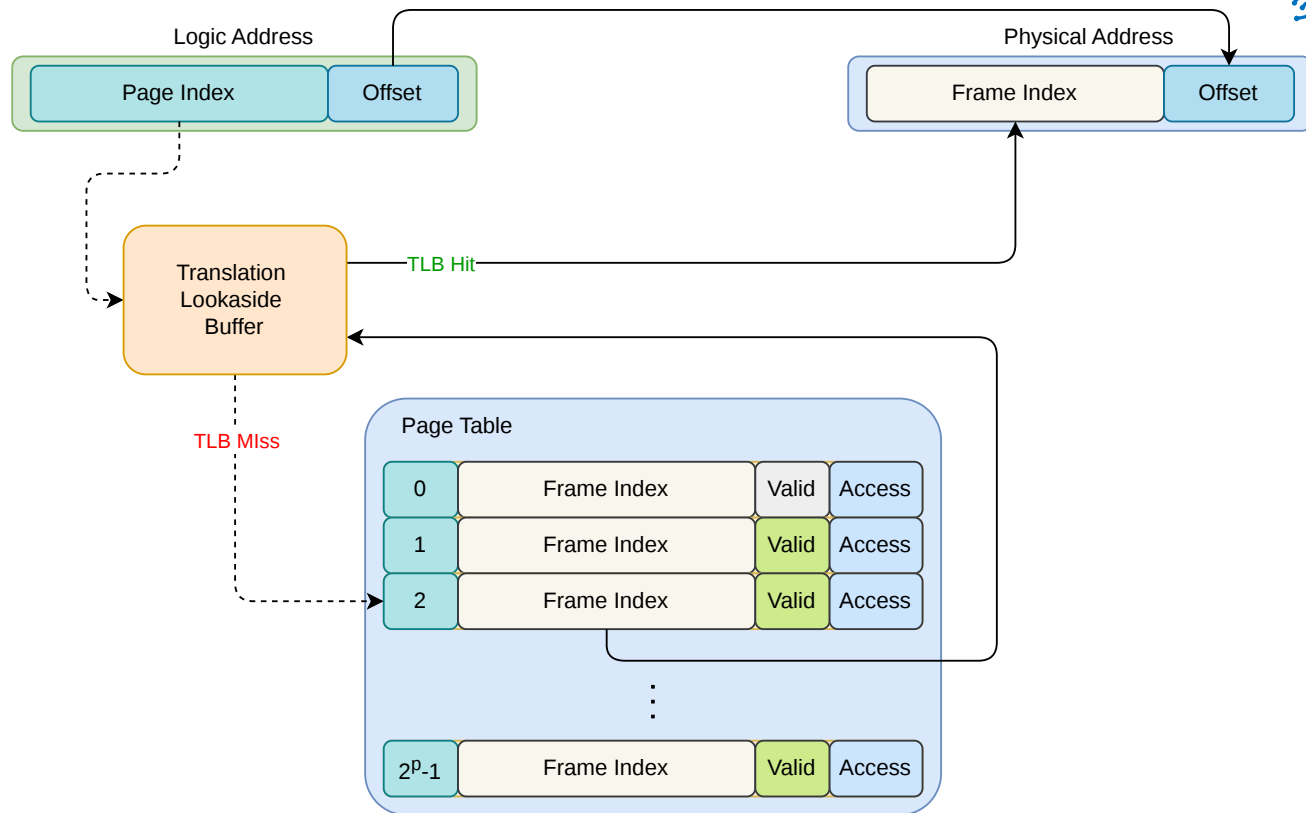 Logic Address
Physical Address
Page Index
Offset
Frame Index
Offset
Translation
Lookaside
Buffer
TLB Hit
TLB MIss
Page Table
0 Frame Index Valid Access
1 Frame Index Valid Access
2 Frame Index Valid Access
⋮
2ᵖ-1 Frame Index Valid Access